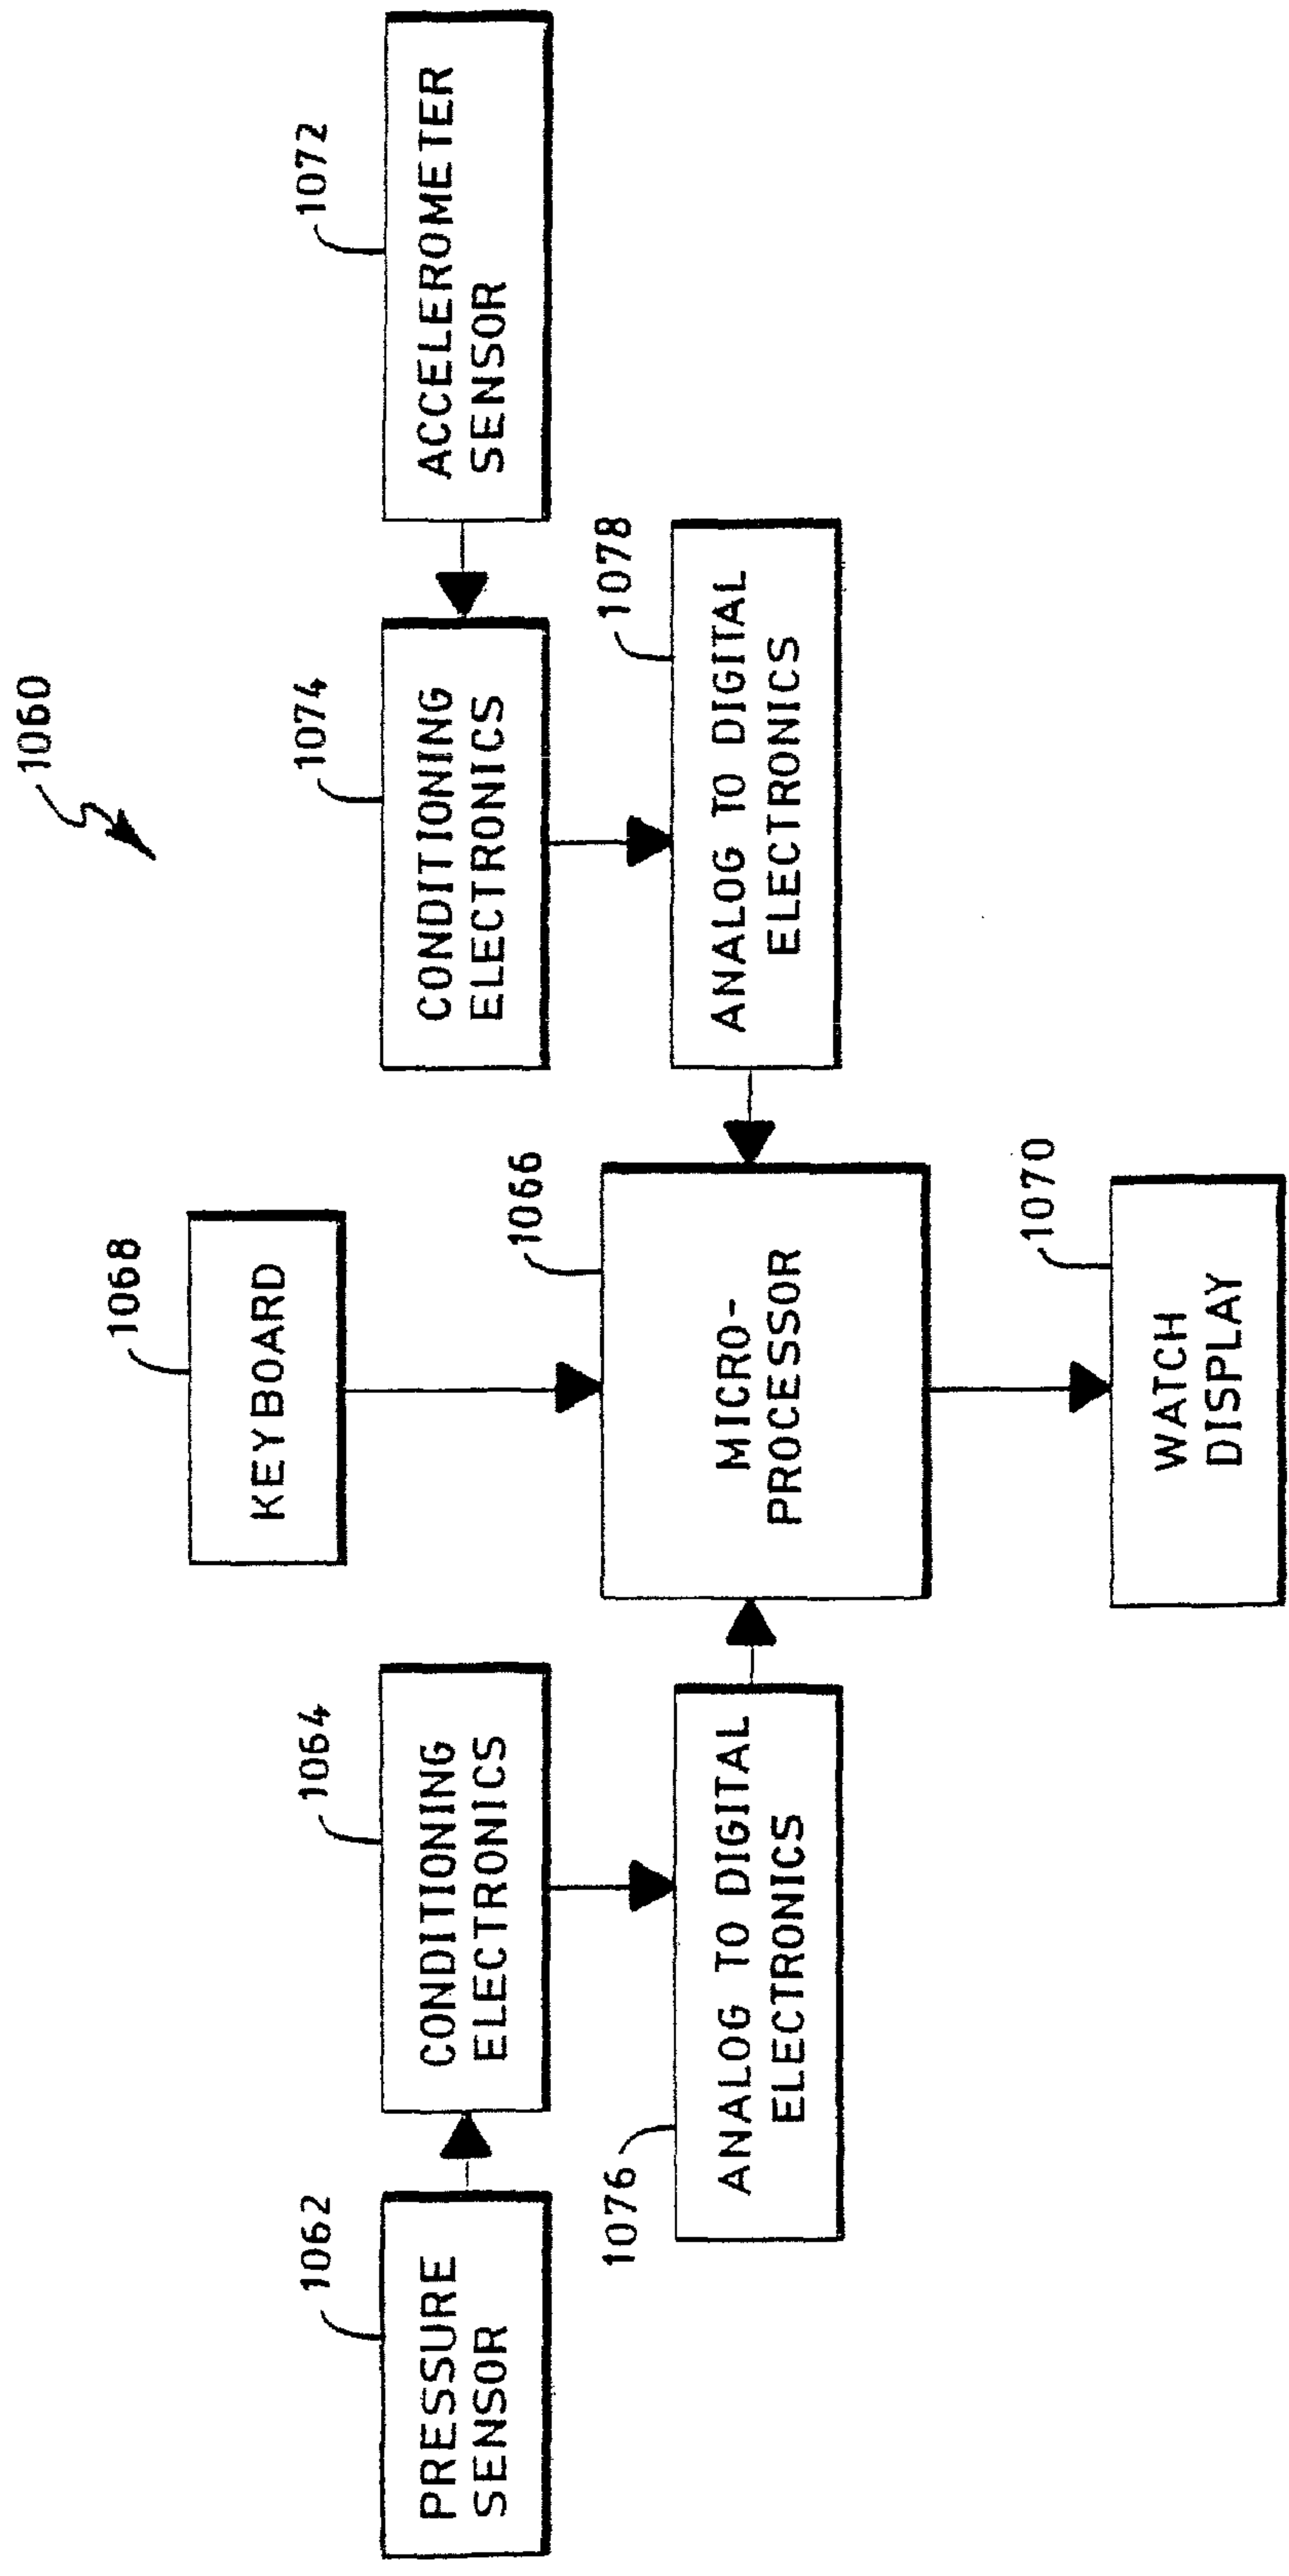 1060
1068
KEYBOARD
1062
PRESSURE
SENSOR
1064
CONDITIONING
ELECTRONICS
1074
CONDITIONING
ELECTRONICS
1072
ACCELEROMETER
SENSOR
1076
ANALOG TO DIGITAL
ELECTRONICS
1066
MICRO-
PROCESSOR
1078
ANALOG TO DIGITAL
ELECTRONICS
1070
WATCH
DISPLAY